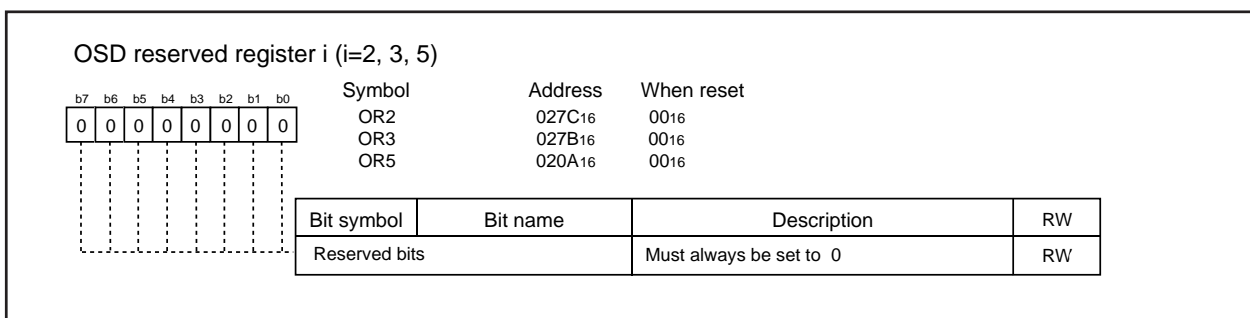 OSD reserved register i (i=2, 3, 5)
b7 b6 b5 b4 b3 b2 b1 b0
0 0 0 0 0 0 0 0
Symbol Address When reset
OR2 027C16 0016
OR3 027B16 0016
OR5 020A16 0016
Bit symbol Bit name Description RW
Reserved bits Must always be set to 0 RW